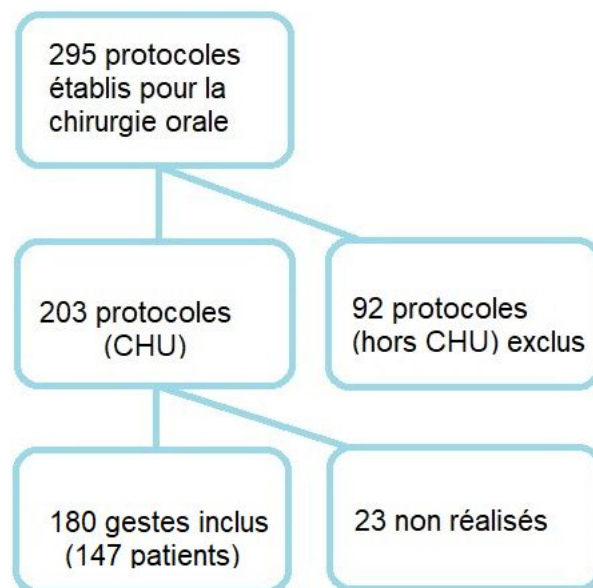 295 protocoles
établis pour la
chirurgie orale
203 protocoles
(CHU)
92 protocoles
(hors CHU) exclus
180 gestes inclus
(147 patients)
23 non réalisés